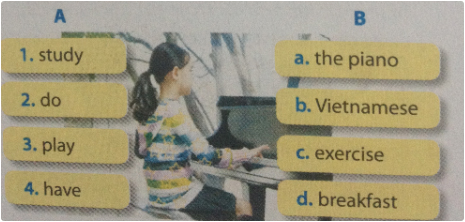 A
B
1. study
a. the piano
2. do
b. Vietnamese
3. play
c. exercise
4. have
d. breakfast